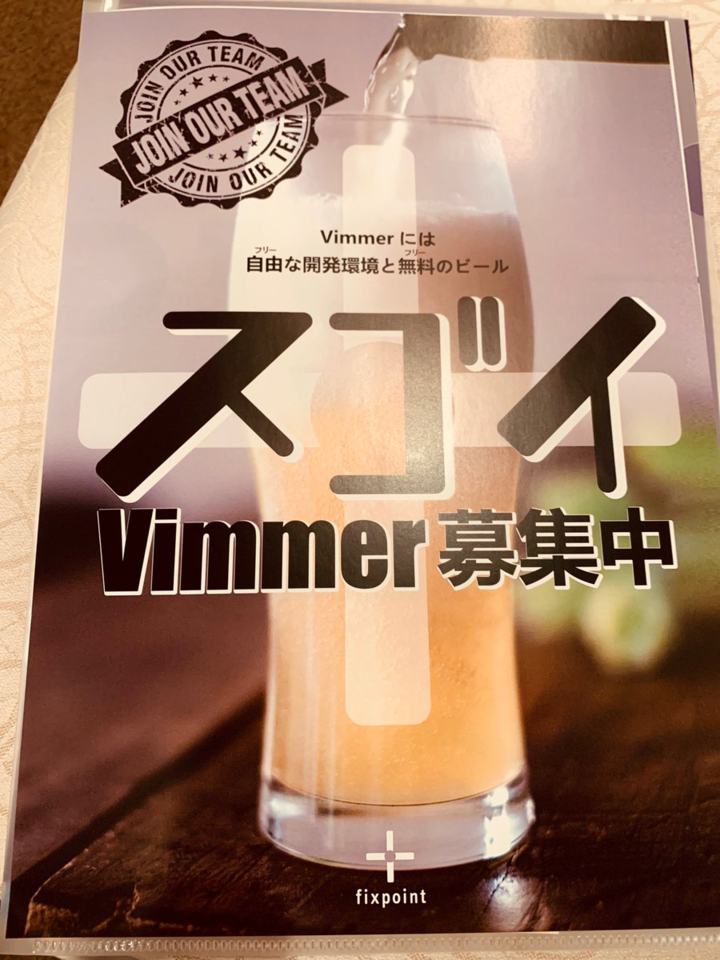 JOIN OUR TEAM
JOIN OUR TEAM
JOIN OUR TEAM
Vimmerには
フリー フリー
自由な開発環境と無料のビール
スゴイ
Vimmer募集中
fixpoint